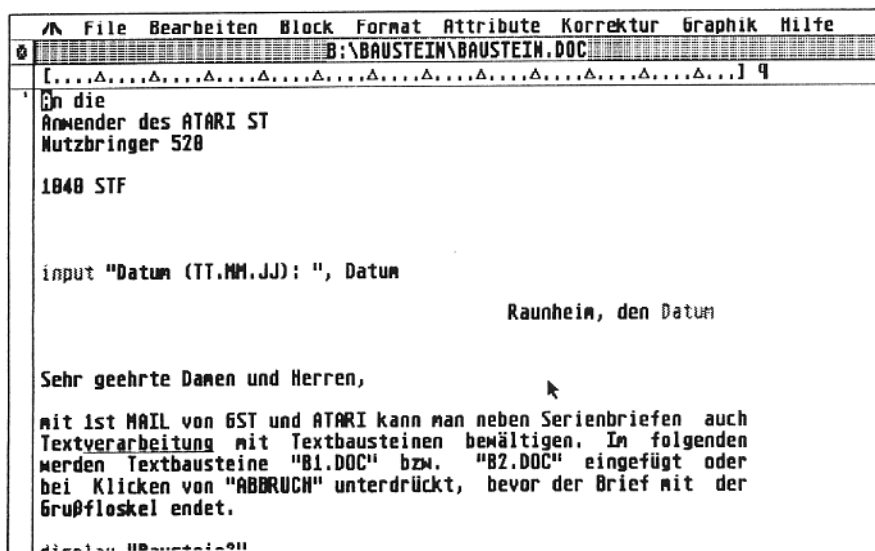 File Bearbeiten Block Format Attribute Korrektur Graphik Hilfe
B:\BAUSTEIN\BAUSTEIN.DOC
[....Δ....Δ....Δ....Δ....Δ....Δ....Δ....Δ....Δ....Δ....Δ....Δ...] ¶
An die
Anwender des ATARI ST
Nutzbringer 520
1040 STF
input "Datum (TT.MM.JJ): ", Datum
Raunheim, den Datum
Sehr geehrte Damen und Herren,
mit 1st MAIL von GST und ATARI kann man neben Serienbriefen auch
Textverarbeitung mit Textbausteinen bewältigen. Im folgenden
werden Textbausteine "B1.DOC" bzw. "B2.DOC" eingefügt oder
bei Klicken von "ABBRUCH" unterdrückt, bevor der Brief mit der
Grußfloskel endet.
display "Baustein?"